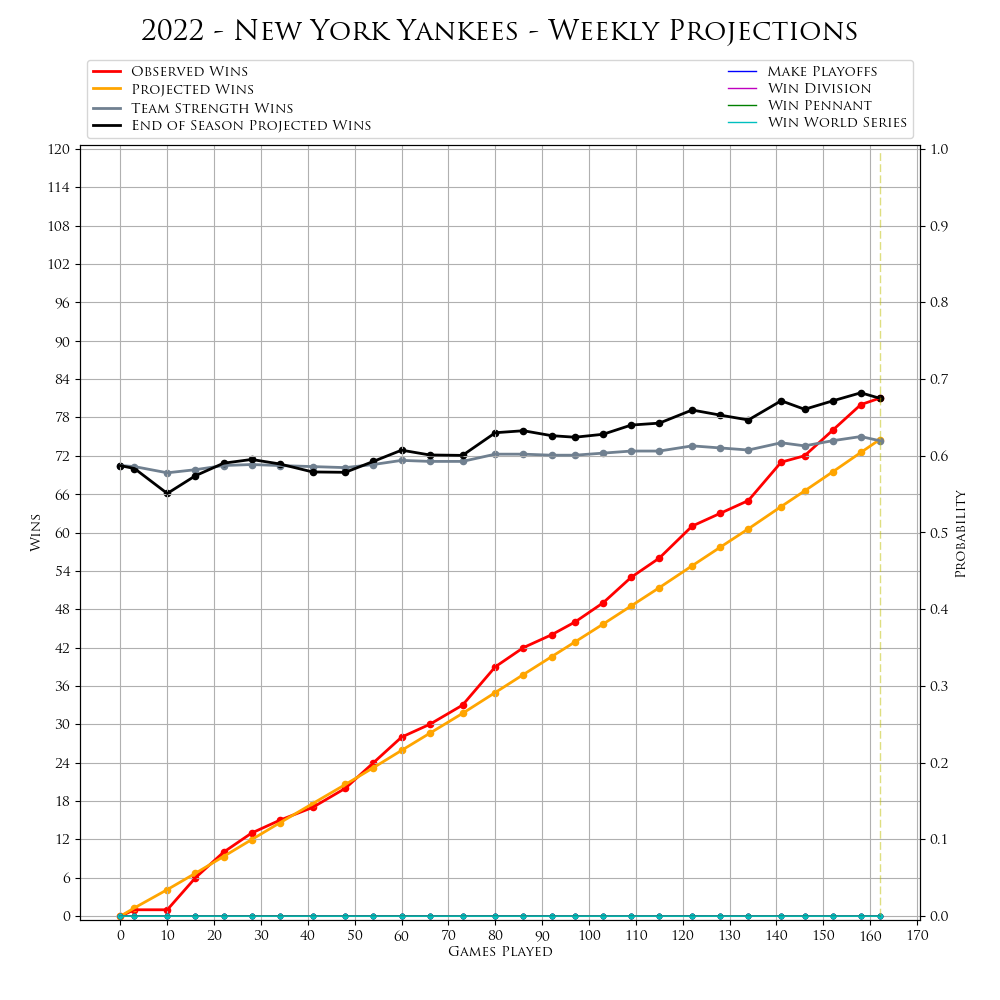 2022 - New York Yankees - Weekly Projections
Observed Wins
Projected Wins
Team Strength Wins
End of Season Projected Wins
Make Playoffs
Win Division
Win Pennant
Win World Series
120
114
108
102
96
90
84
78
72
66
60
54
48
42
36
30
24
18
12
6
0
Wins
1.0
0.9
0.8
0.7
0.6
0.5
0.4
0.3
0.2
0.1
0.0
Probability
0 10 20 30 40 50 60 70 80 90 100 110 120 130 140 150 160 170
Games Played